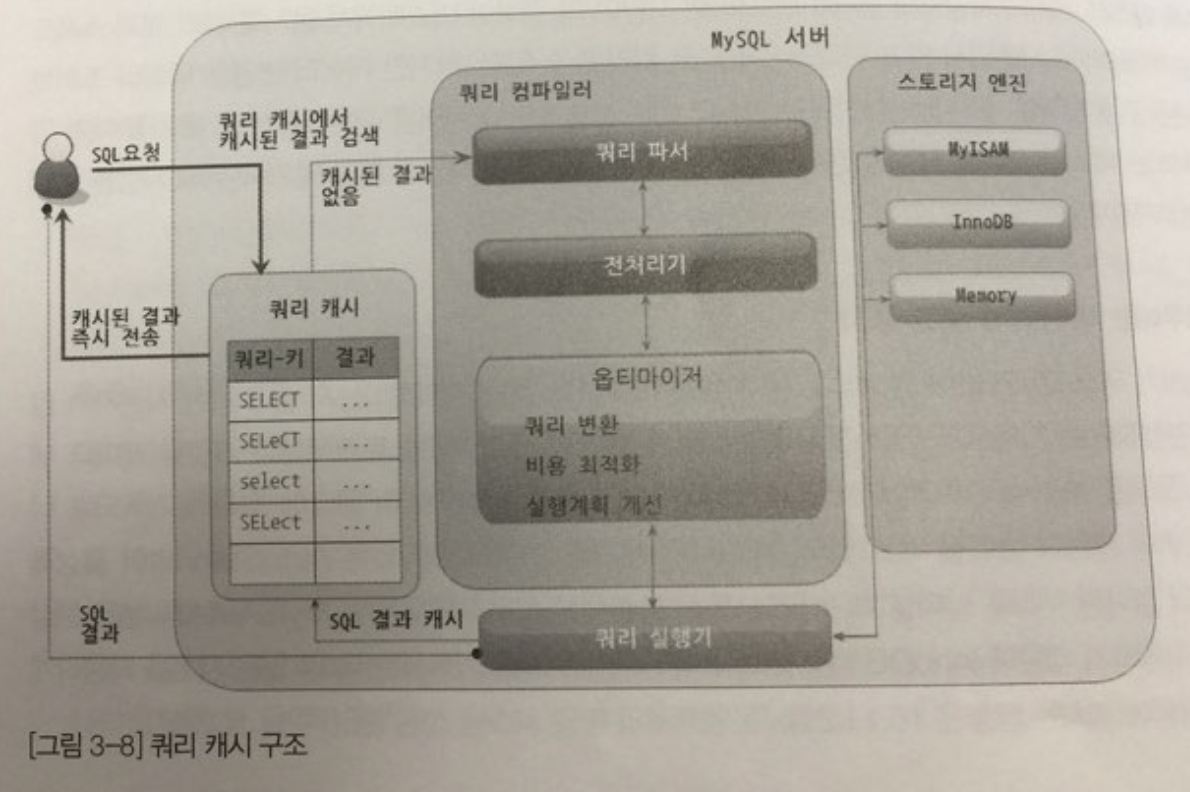 MySQL 서버
쿼리 컴파일러
스토리지 엔진
쿼리 캐시에서
캐시된 결과 검색
SQL요청
쿼리 파서
MyISAM
캐시된 결과
없음
InnoDB
전처리기
Memory
쿼리 캐시
캐시된 결과
즉시 전송
쿼리-키 결과
SELECT ...
SELeCT ...
select ...
SELect ...
옵티마이저
쿼리 변환
비용 최적화
실행계획 개선
SQL
결과
SQL 결과 캐시
쿼리 실행기
[그림 3-8] 쿼리 캐시 구조